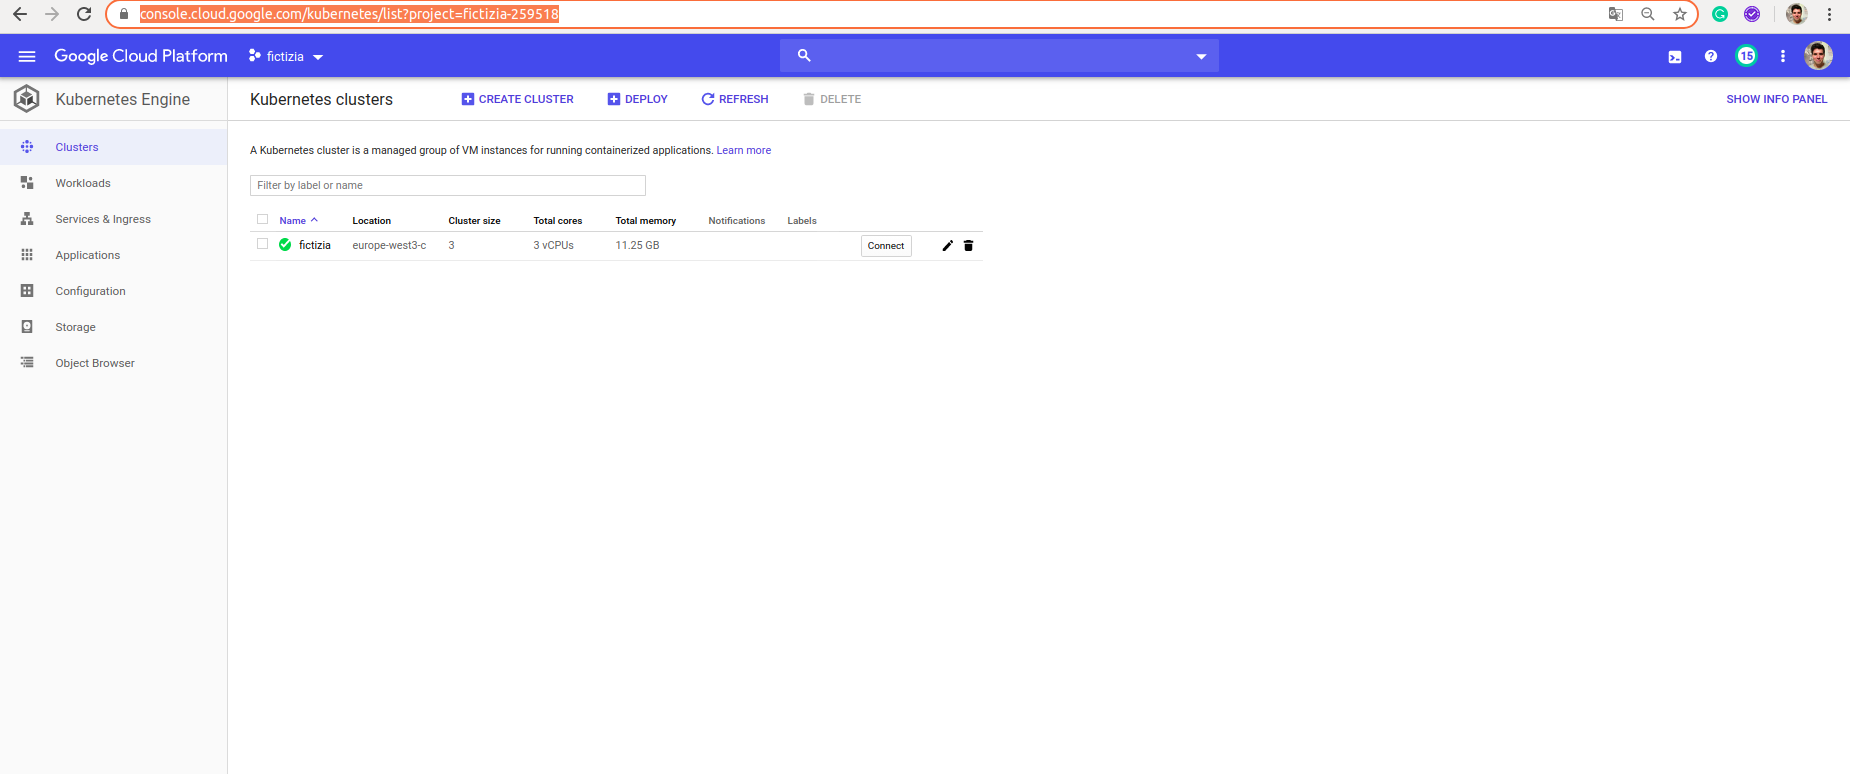 console.cloud.google.com/kubernetes/list?project=fictizia-259518
Google Cloud Platform fictizia 15
Kubernetes Engine
Clusters
Workloads
Services & Ingress
Applications
Configuration
Storage
Object Browser
Kubernetes clusters CREATE CLUSTER DEPLOY REFRESH DELETE SHOW INFO PANEL
A Kubernetes cluster is a managed group of VM instances for running containerized applications. Learn more
Filter by label or name
Name Location Cluster size Total cores Total memory Notifications Labels
fictizia europe-west3-c 3 3 vCPUs 11.25 GB Connect